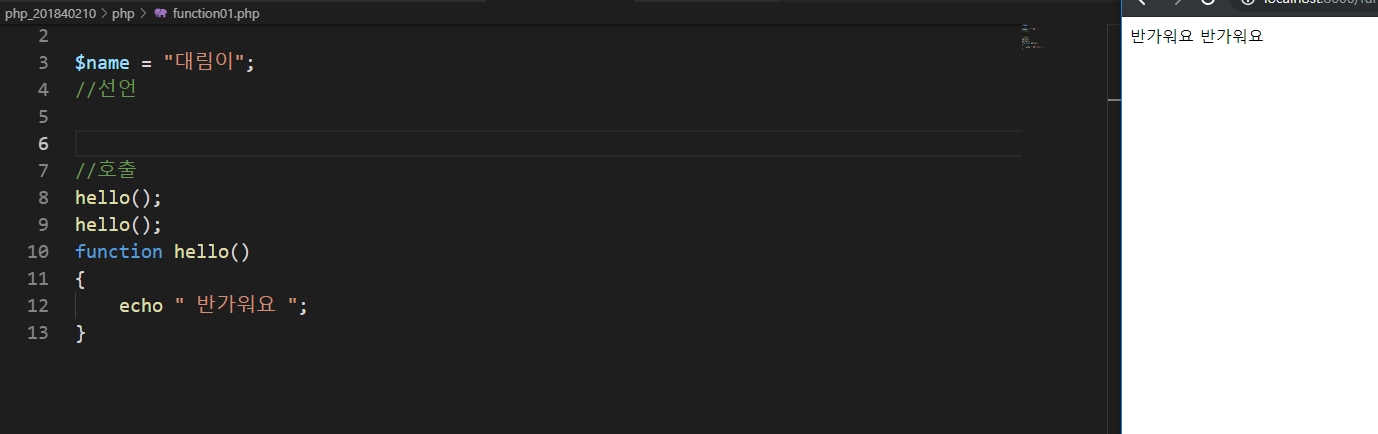 php_201840210 > php > function01.php
2
3 $name = "대림이";
4 //선언
5
6
7 //호출
8 hello();
9 hello();
10 function hello()
11 {
12 echo " 반가워요 ";
13 }
반가워요 반가워요